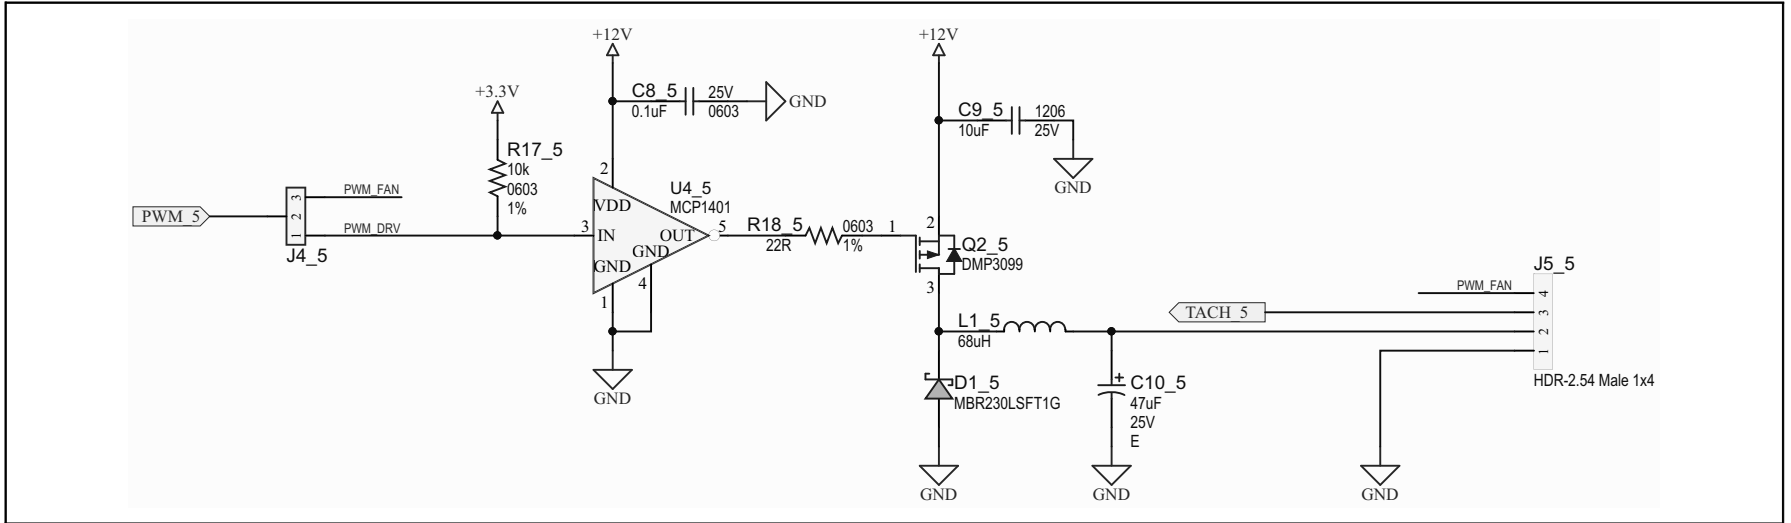 +12V
C8_5
0.1uF
25V
0603
GND
+3.3V
R17_5
10k
0603
1%
PWM_5
3
2
1
J4_5
PWM_FAN
PWM_DRV
2
VDD
3
IN
GND
GND
OUT
U4_5
MCP1401
5
4
1
GND
R18_5
22R
0603
1%
+12V
C9_5
10uF
1206
25V
GND
1
2
3
Q2_5
DMP3099
L1_5
68uH
D1_5
MBR230LSFT1G
GND
C10_5
47uF
25V
E
+
GND
TACH_5
PWM_FAN
J5_5
4
3
2
1
HDR-2.54 Male 1x4
GND